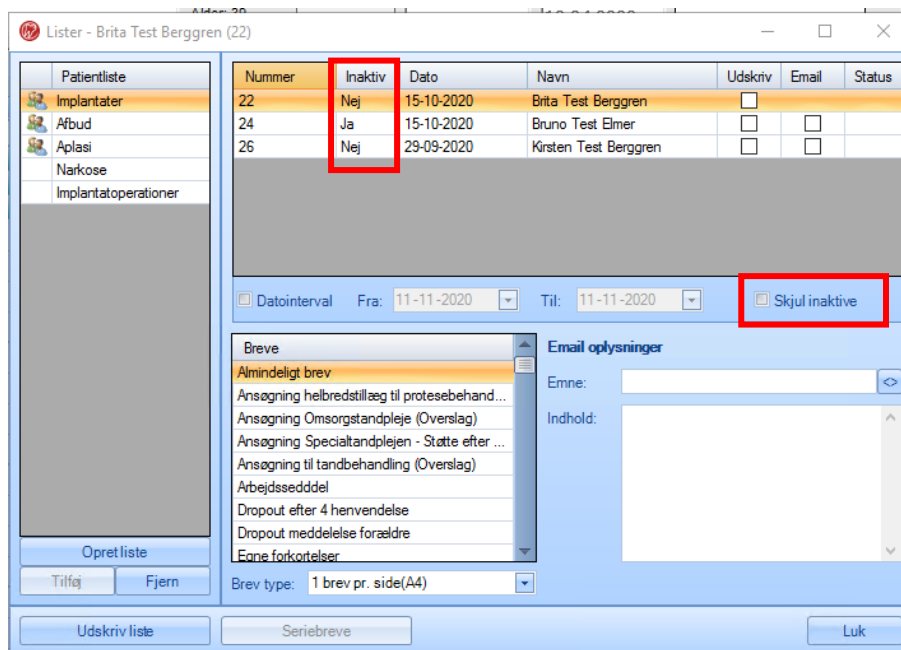 Lister - Brita Test Berggren (22)
Patientliste
Implantater
Afbud
Aplasi
Narkose
Implantatoperationer
Opret liste
Tilføj Fjern
Nummer Inaktiv Dato Navn Udskriv Email Status
22 Nej 15-10-2020 Brita Test Berggren
24 Ja 15-10-2020 Bruno Test Elmer
26 Nej 29-09-2020 Kirsten Test Berggren
Datointerval Fra: 11-11-2020 Til: 11-11-2020 Skjul inaktive
Breve
Almindeligt brev
Ansøgning helbredstillæg til protesebehand...
Ansøgning Omsorgstandpleje (Overslag)
Ansøgning Specialtandplejen - Støtte efter ...
Ansøgning til tandbehandling (Overslag)
Arbejdssedddel
Dropout efter 4 henvendelse
Dropout meddelelse forældre
Egne forkortelser
Brev type: 1 brev pr. side(A4)
Email oplysninger
Emne: <>
Indhold:
Udskriv liste Seriebreve Luk